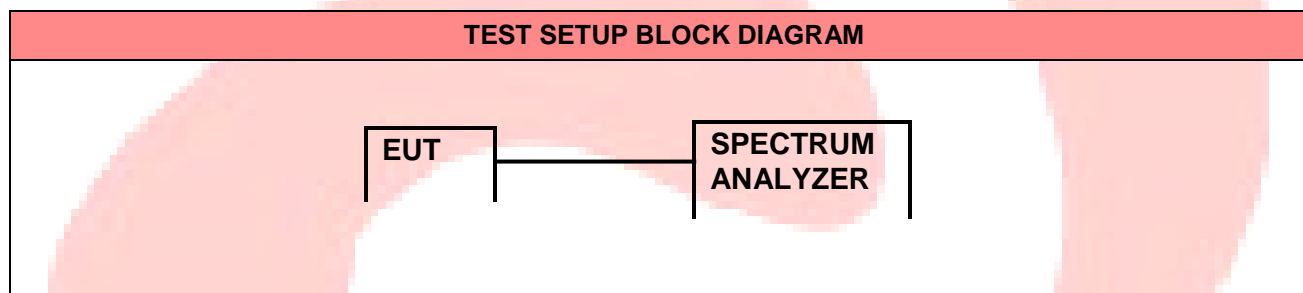 TEST SETUP BLOCK DIAGRAM
EUT
SPECTRUM
ANALYZER